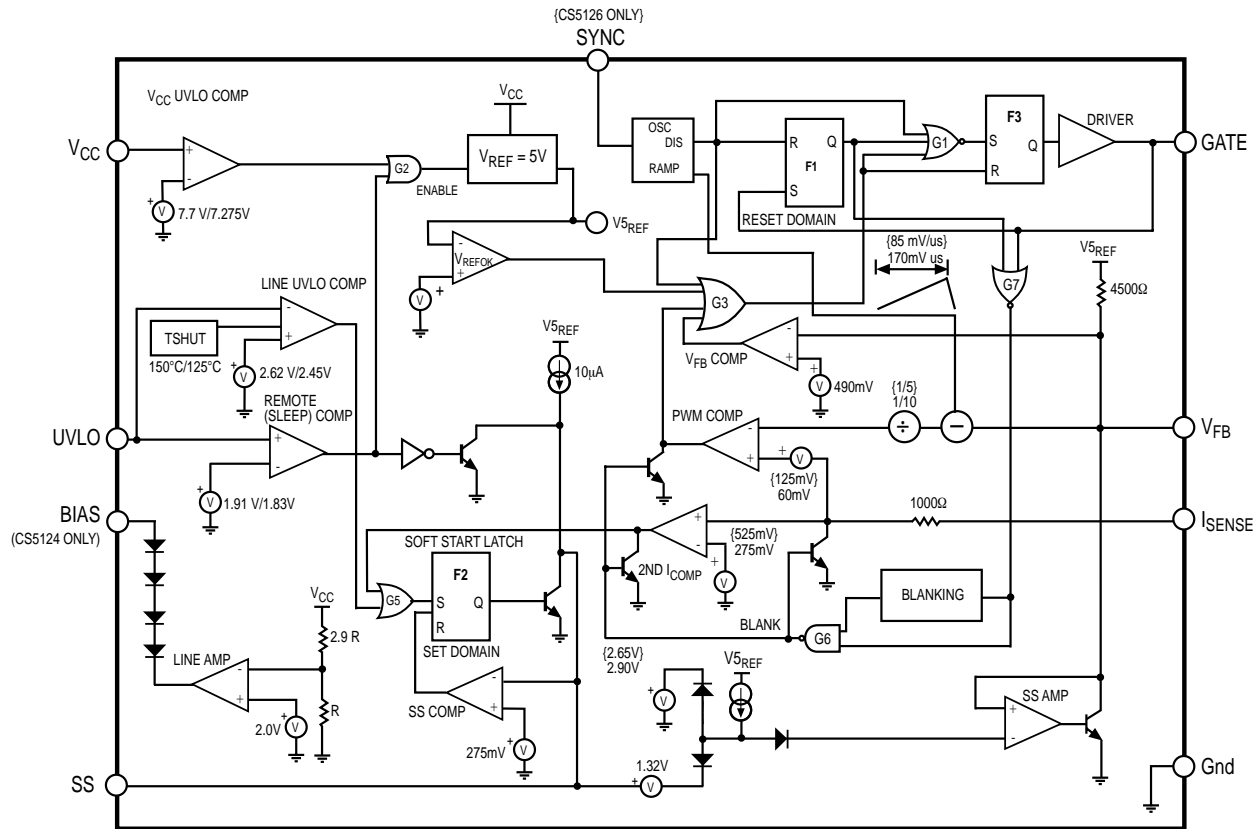 {CS5126 ONLY}
SYNC
VCC UVLO COMP
VCC
VCC
+
-
+
V
7.7 V/7.275V
G2
ENABLE
VREF = 5V
V5REF
-
VREFOK
+
V
OSC
DIS
RAMP
R
Q
F1
S
RESET DOMAIN
G1
F3
S
Q
R
DRIVER
GATE
{85 mV/us}
170mV us
G7
V5REF
4500Ω
LINE UVLO COMP
-
+
TSHUT
150°C/125°C
+
V
2.62 V/2.45V
REMOTE
(SLEEP) COMP
UVLO
+
-
+
V
1.91 V/1.83V
V5REF
10µA
G3
VFB COMP
-
+
+
V
490mV
PWM COMP
-
+
+
V
{125mV}
60mV
{1/5}
1/10
÷
−
VFB
BIAS
(CS5124 ONLY)
1000Ω
ISENSE
SOFT START LATCH
F2
G5
S
Q
R
SET DOMAIN
+
-
{525mV}
275mV
+
V
2ND ICOMP
BLANKING
BLANK
G6
VCC
2.9 R
LINE AMP
-
+
R
+
V
2.0V
-
+
SS COMP
+
V
275mV
{2.65V}
2.90V
+
V
V5REF
SS AMP
+
-
1.32V
+
V
SS
Gnd